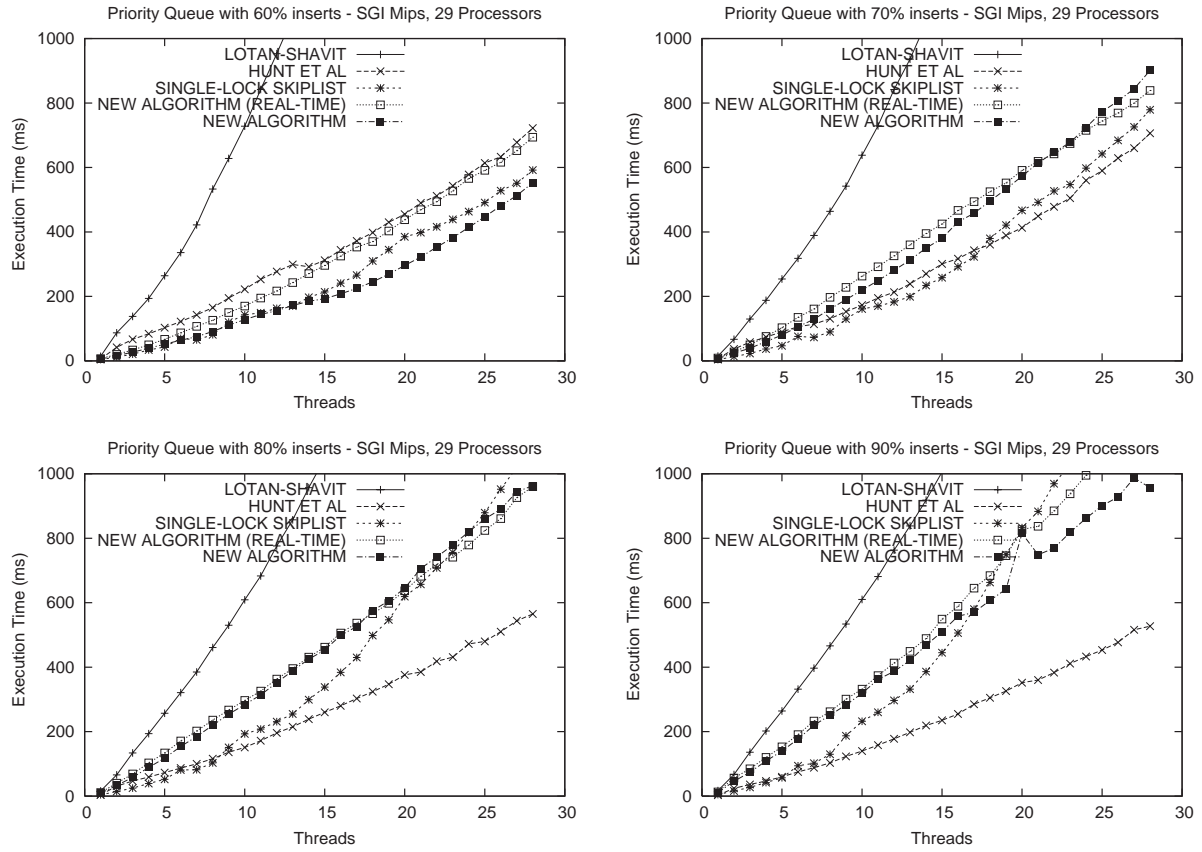 Priority Queue with 60% inserts - SGI Mips, 29 Processors
1000
800
600
400
200
0
Execution Time (ms)
LOTAN-SHAVIT
HUNT ET AL
SINGLE-LOCK SKIPLIST
NEW ALGORITHM (REAL-TIME)
NEW ALGORITHM
0 5 10 15 20 25 30
Threads
Priority Queue with 70% inserts - SGI Mips, 29 Processors
1000
800
600
400
200
0
Execution Time (ms)
LOTAN-SHAVIT
HUNT ET AL
SINGLE-LOCK SKIPLIST
NEW ALGORITHM (REAL-TIME)
NEW ALGORITHM
0 5 10 15 20 25 30
Threads
Priority Queue with 80% inserts - SGI Mips, 29 Processors
1000
800
600
400
200
0
Execution Time (ms)
LOTAN-SHAVIT
HUNT ET AL
SINGLE-LOCK SKIPLIST
NEW ALGORITHM (REAL-TIME)
NEW ALGORITHM
0 5 10 15 20 25 30
Threads
Priority Queue with 90% inserts - SGI Mips, 29 Processors
1000
800
600
400
200
0
Execution Time (ms)
LOTAN-SHAVIT
HUNT ET AL
SINGLE-LOCK SKIPLIST
NEW ALGORITHM (REAL-TIME)
NEW ALGORITHM
0 5 10 15 20 25 30
Threads